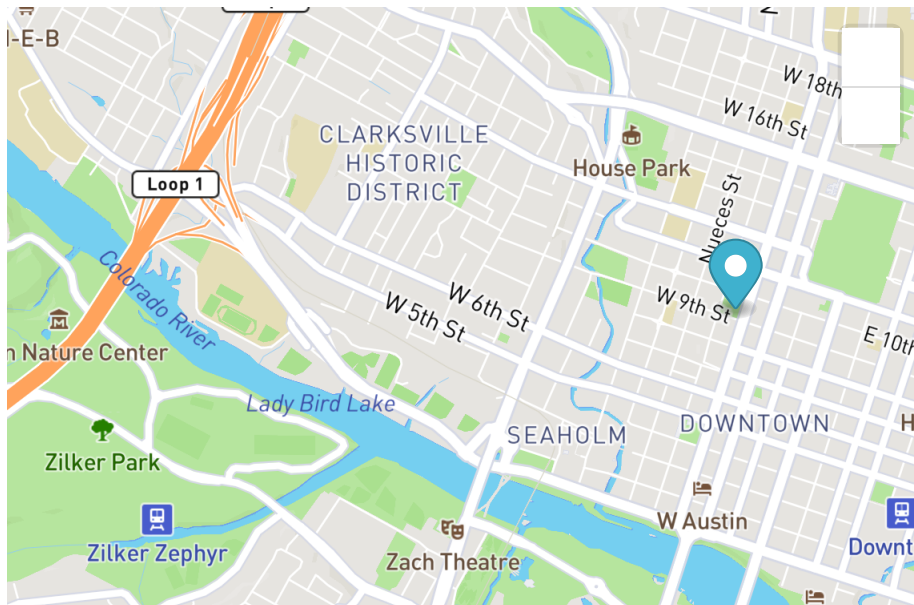 I-E-B
W 18th
W 16th St
CLARKSVILLE
HISTORIC
DISTRICT
House Park
Loop 1
Nueces St
Colorado River
W 9th St
W 6th St
W 5th St
E 10th
n Nature Center
Lady Bird Lake
DOWNTOWN
SEAHOLM
H
Zilker Park
W Austin
Zilker Zephyr
Downt
Zach Theatre